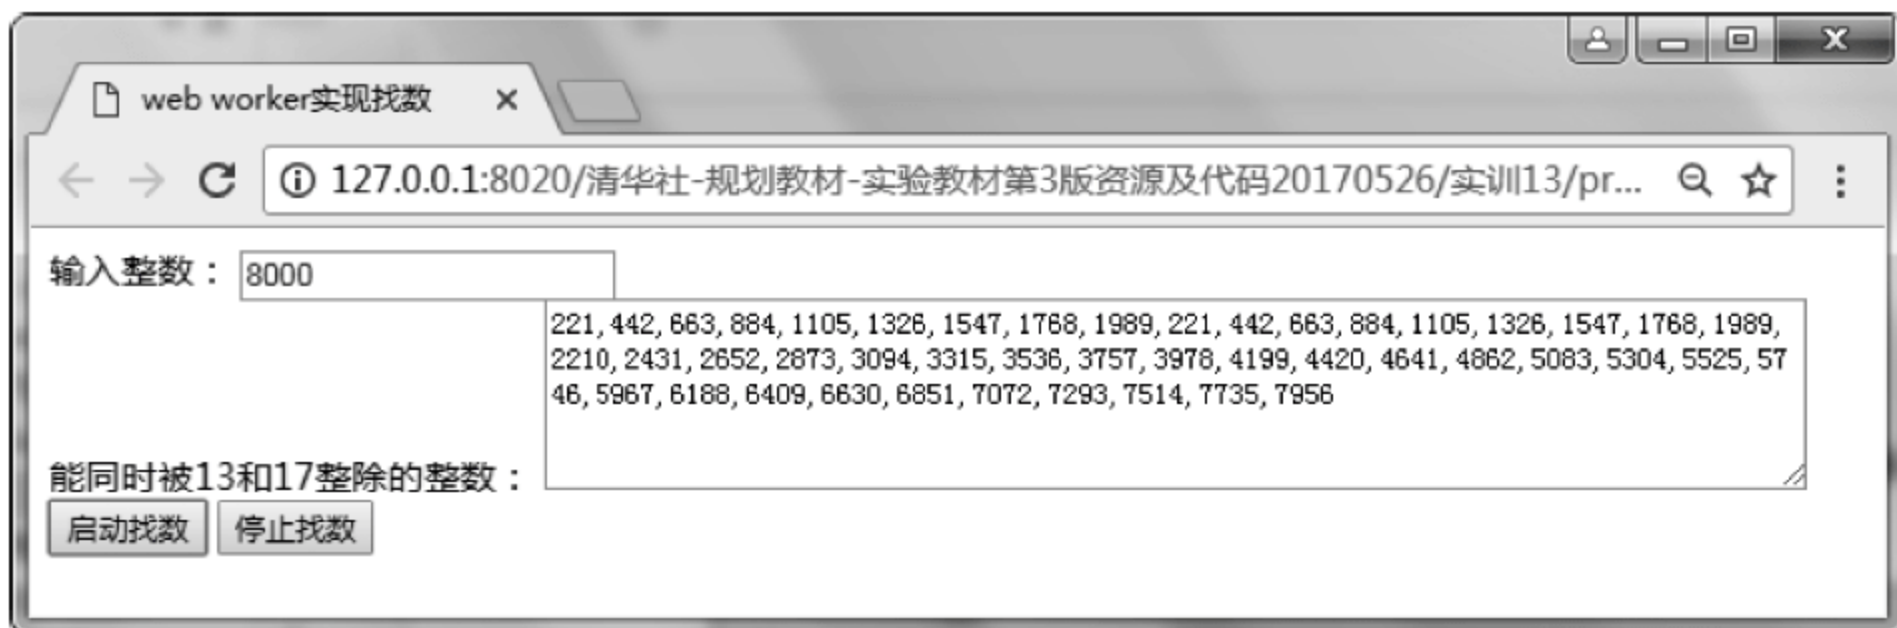 web worker实现找数
127.0.0.1:8020/清华社-规划教材-实验教材第3版资源及代码20170526/实训13/pr...
输入整数：8000
221, 442, 663, 884, 1105, 1326, 1547, 1768, 1989, 221, 442, 663, 884, 1105, 1326, 1547, 1768, 1989,
2210, 2431, 2652, 2873, 3094, 3315, 3536, 3757, 3978, 4199, 4420, 4641, 4862, 5083, 5304, 5525, 57
46, 5967, 6188, 6409, 6630, 6851, 7072, 7293, 7514, 7735, 7956
能同时被13和17整除的整数：
启动找数 停止找数